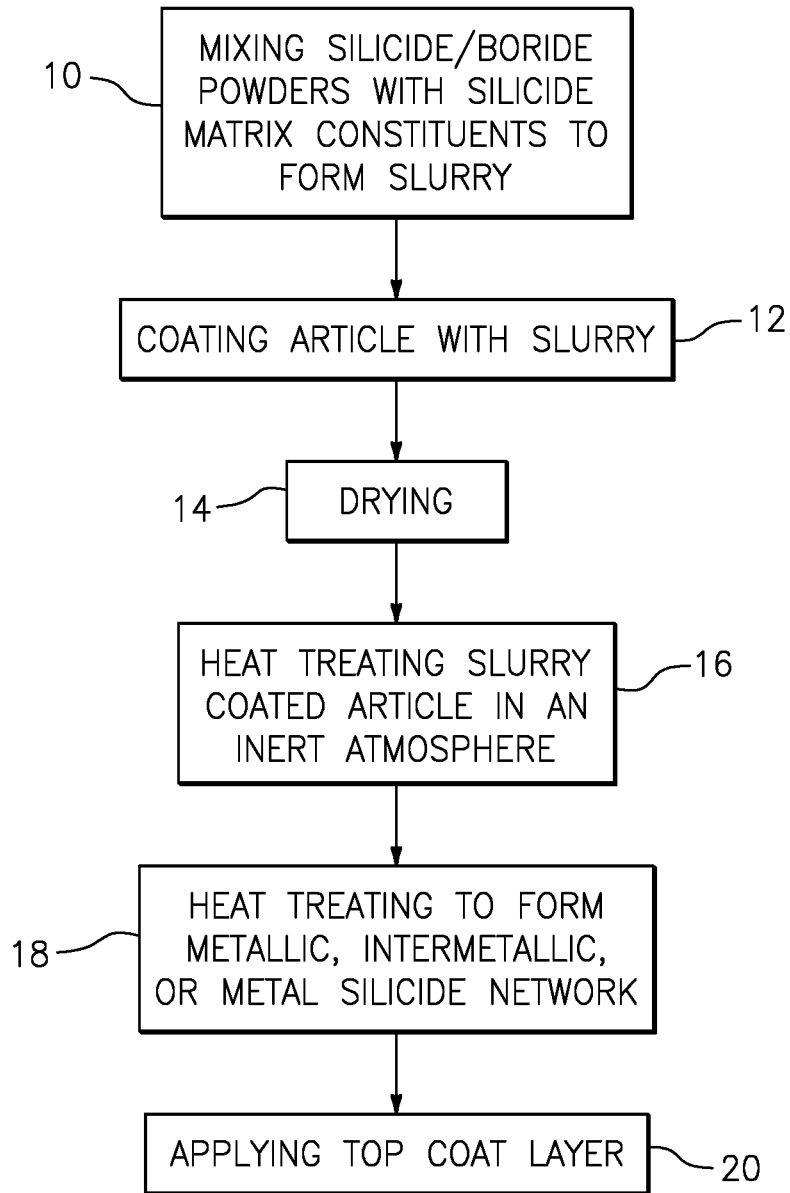 10
MIXING SILICIDE/BORIDE
POWDERS WITH SILICIDE
MATRIX CONSTITUENTS TO
FORM SLURRY
COATING ARTICLE WITH SLURRY
12
14
DRYING
HEAT TREATING SLURRY
COATED ARTICLE IN AN
INERT ATMOSPHERE
16
18
HEAT TREATING TO FORM
METALLIC, INTERMETALLIC,
OR METAL SILICIDE NETWORK
APPLYING TOP COAT LAYER
20